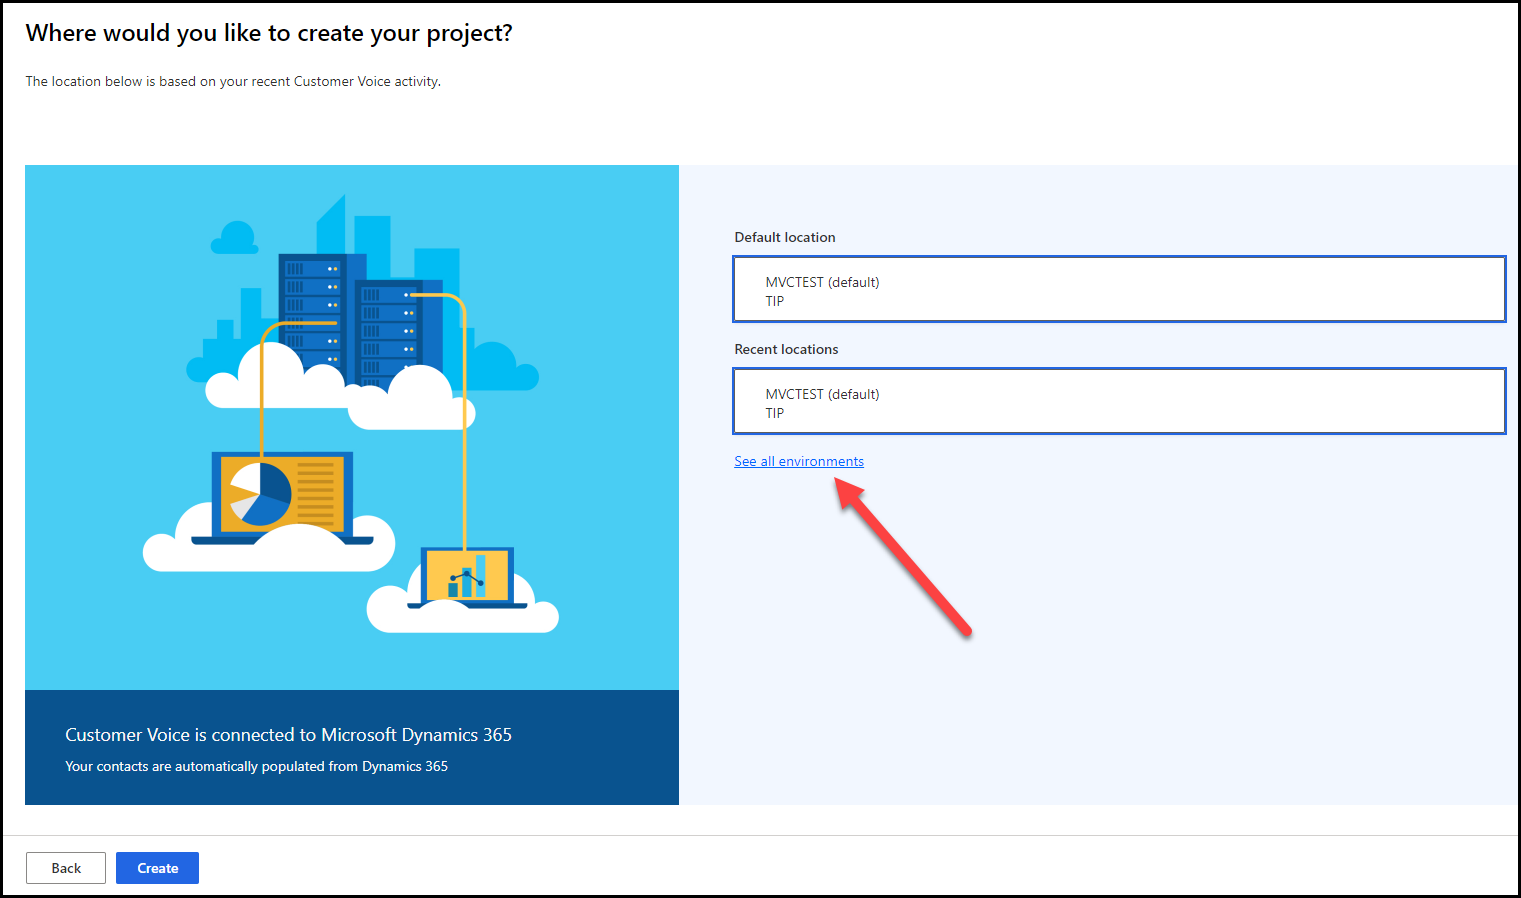 Where would you like to create your project?
The location below is based on your recent Customer Voice activity.
Default location
MVCTEST (default)
TIP
Recent locations
MVCTEST (default)
TIP
See all environments
Customer Voice is connected to Microsoft Dynamics 365
Your contacts are automatically populated from Dynamics 365
Back
Create